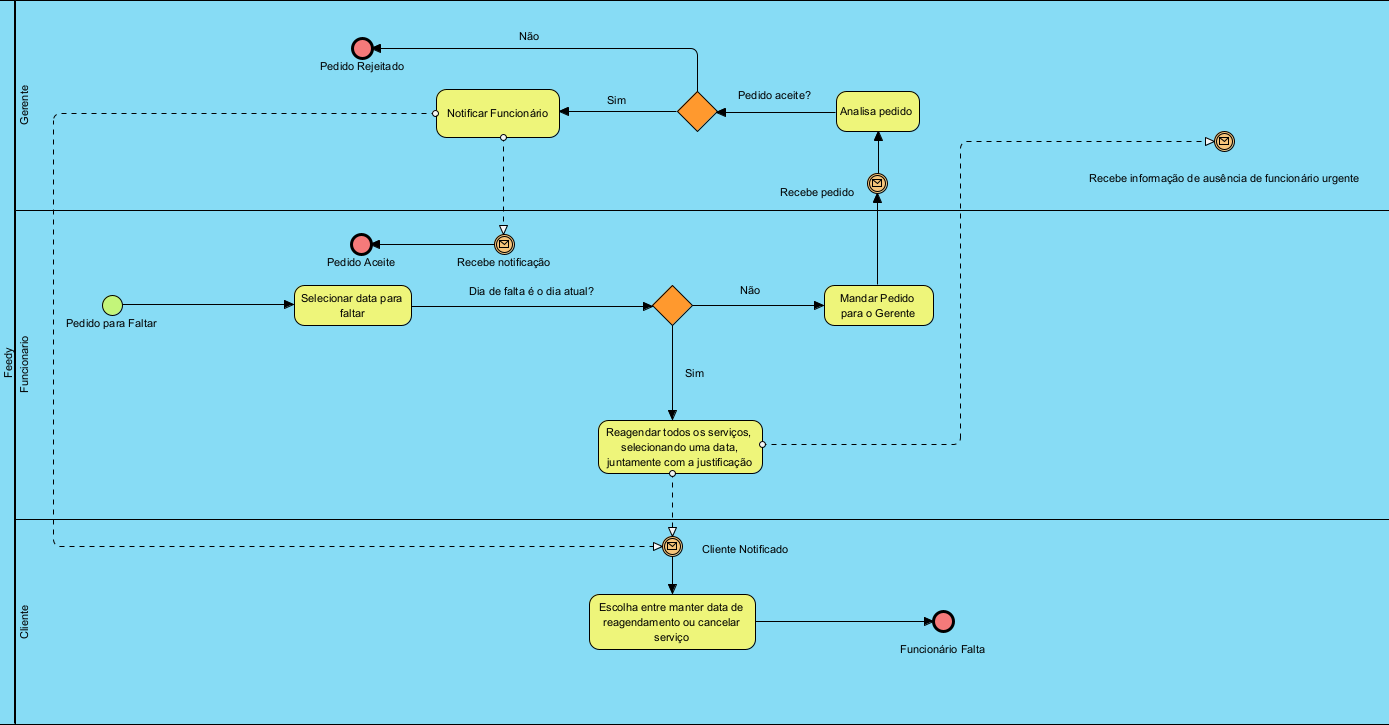 Feedy
Gerente
Não
Pedido Rejeitado
Notificar Funcionário
Sim
Pedido aceite?
Analisa pedido
Recebe pedido
Recebe informação de ausência de funcionário urgente
Funcionario
Pedido Aceite
Recebe notificação
Pedido para Faltar
Selecionar data para
faltar
Dia de falta é o dia atual?
Não
Mandar Pedido
para o Gerente
Sim
Reagendar todos os serviços,
selecionando uma data,
juntamente com a justificação
Cliente
Cliente Notificado
Escolha entre manter data de
reagendamento ou cancelar
serviço
Funcionário Falta